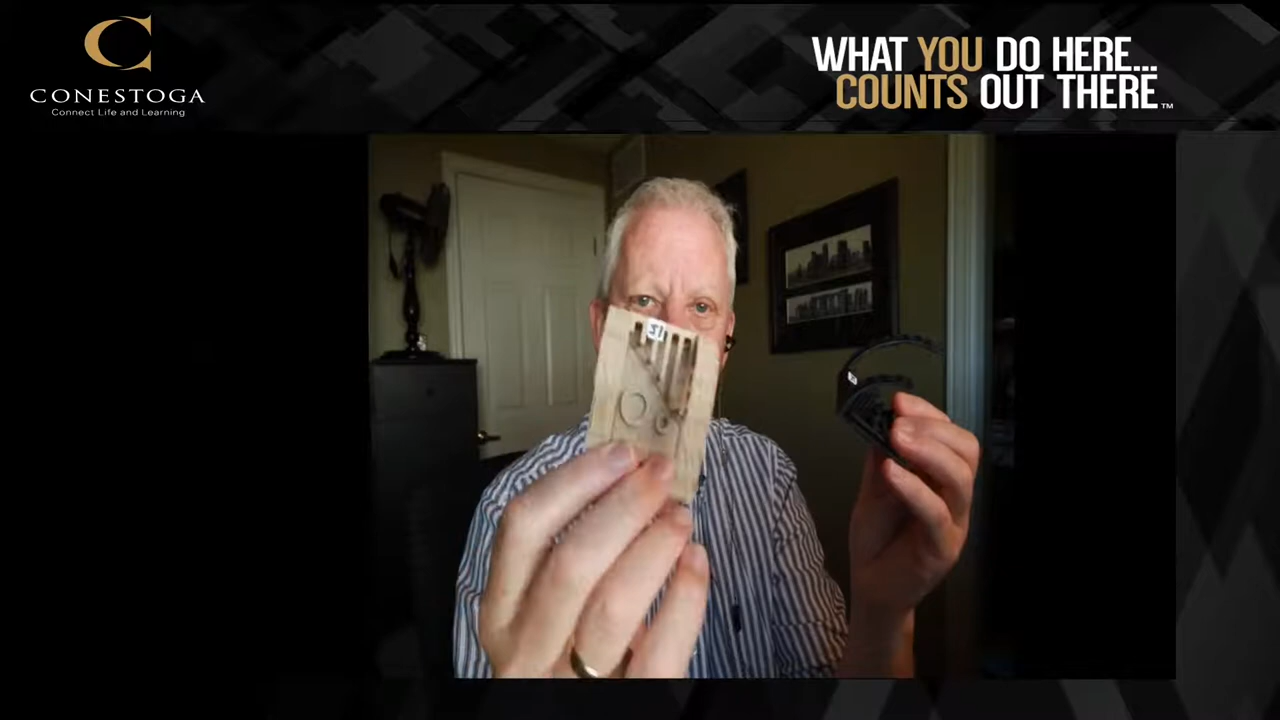 CONESTOGA
Connect Life and Learning
WHAT YOU DO HERE...
COUNTS OUT THERE™